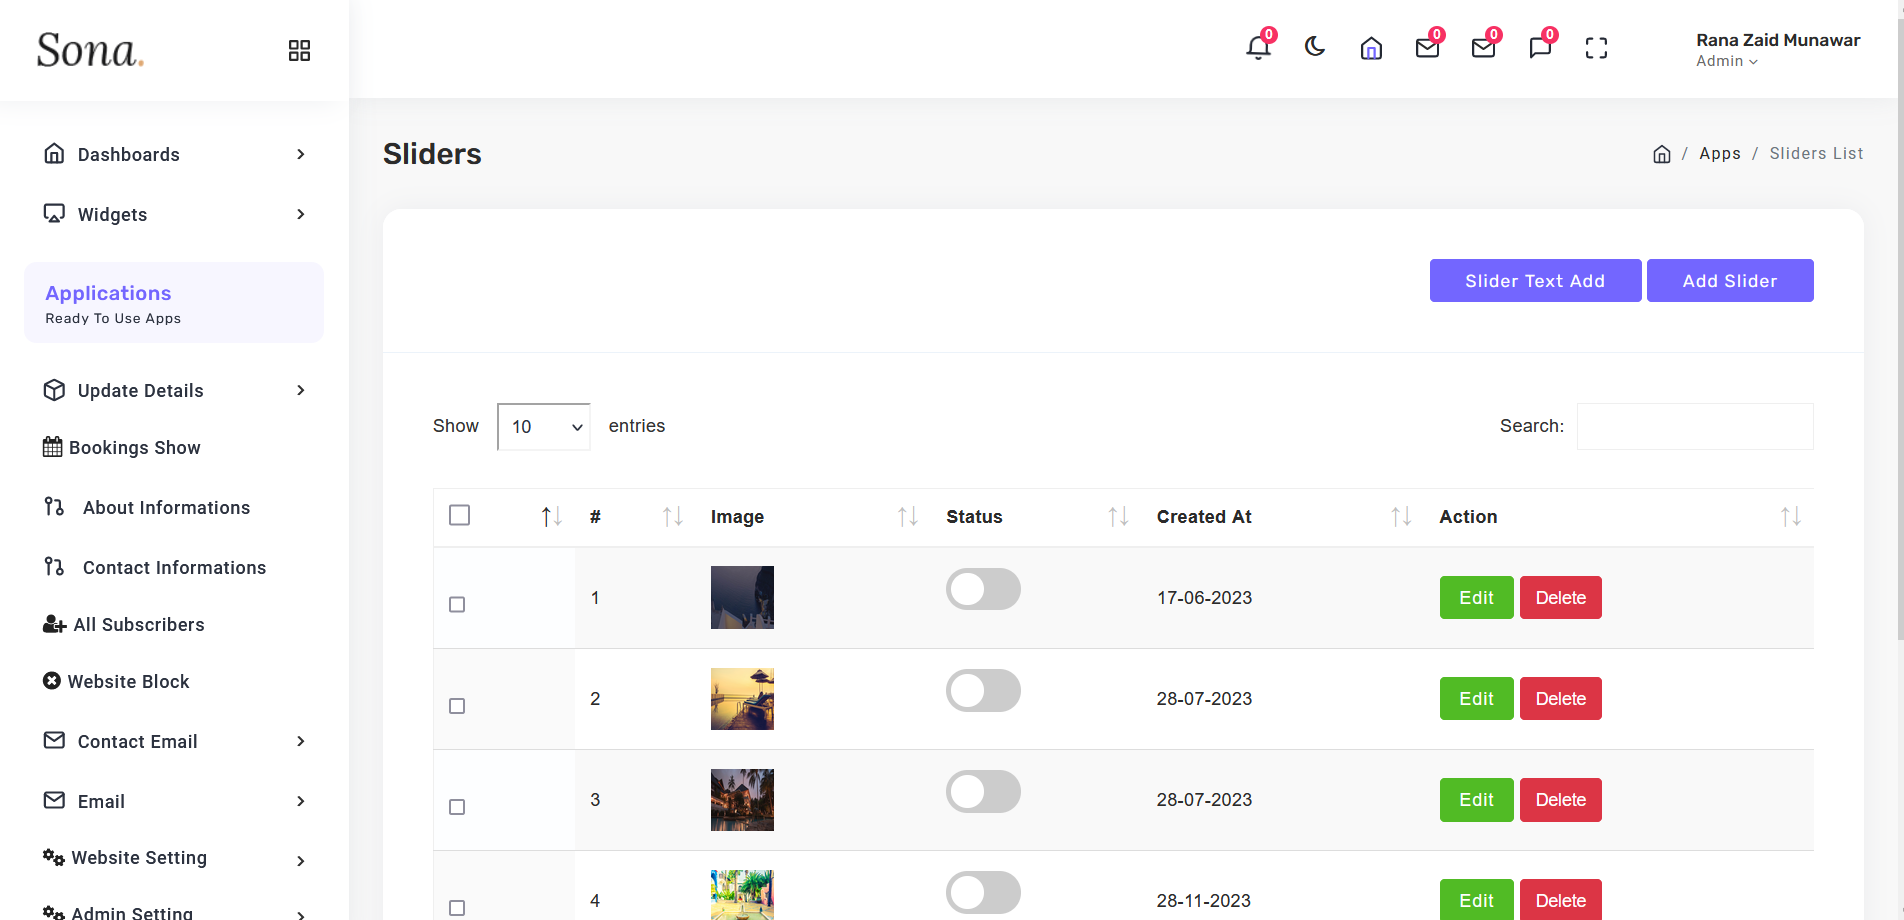 Sona.
0
0
0
0
Rana Zaid Munawar
Admin
Dashboards
Widgets
Applications
Ready To Use Apps
Update Details
Bookings Show
About Informations
Contact Informations
All Subscribers
Website Block
Contact Email
Email
Website Setting
Admin Setting
Sliders
/ Apps / Sliders List
Slider Text Add
Add Slider
Show 10 entries
Search:
# Image Status Created At Action
1 17-06-2023 Edit Delete
2 28-07-2023 Edit Delete
3 28-07-2023 Edit Delete
4 28-11-2023 Edit Delete